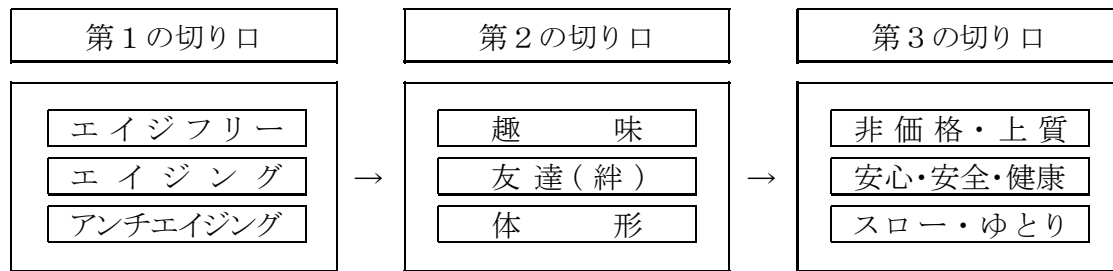 第１の切り口
第２の切り口
第３の切り口
エイジフリー
エイジング
アンチエイジング
→
趣味
友達(絆)
体形
→
非価格・上質
安心・安全・健康
スロー・ゆとり